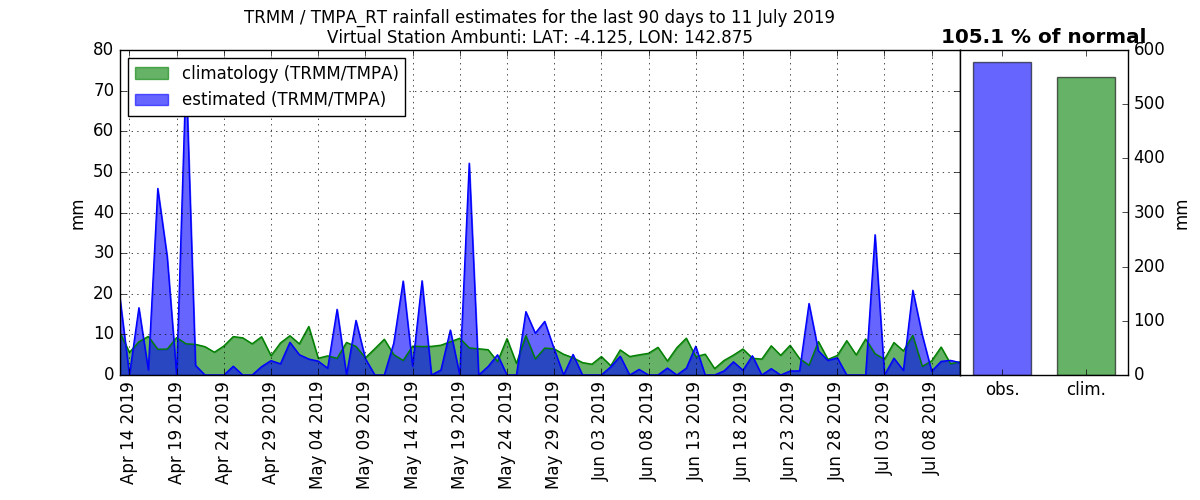 TRMM / TMPA_RT rainfall estimates for the last 90 days to 11 July 2019
Virtual Station Ambunti: LAT: -4.125, LON: 142.875
105.1 % of normal
climatology (TRMM/TMPA)
estimated (TRMM/TMPA)
80
70
60
50
40
30
20
10
0
mm
600
500
400
300
200
100
0
mm
Apr 14 2019
Apr 19 2019
Apr 24 2019
Apr 29 2019
May 04 2019
May 09 2019
May 14 2019
May 19 2019
May 24 2019
May 29 2019
Jun 03 2019
Jun 08 2019
Jun 13 2019
Jun 18 2019
Jun 23 2019
Jun 28 2019
Jul 03 2019
Jul 08 2019
obs.
clim.